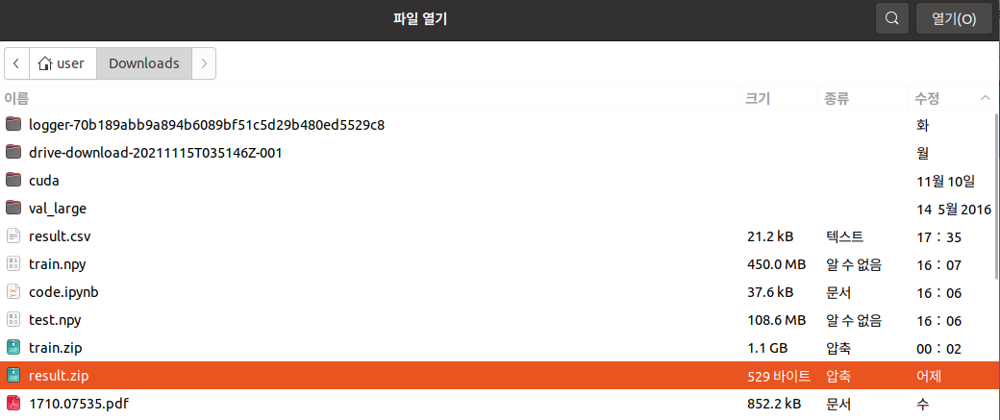 파일 열기
열기(O)
user Downloads
이름 크기 종류 수정
logger-70b189abb9a894b6089bf51c5d29b480ed5529c8 화
drive-download-20211115T035146Z-001 월
cuda 11월 10일
val_large 14 5월 2016
result.csv 21.2 kB 텍스트 17：35
train.npy 450.0 MB 알 수 없음 16：07
code.ipynb 37.6 kB 문서 16：06
test.npy 108.6 MB 알 수 없음 16：06
train.zip 1.1 GB 압축 00：02
result.zip 529 바이트 압축 어제
1710.07535.pdf 852.2 kB 문서 수